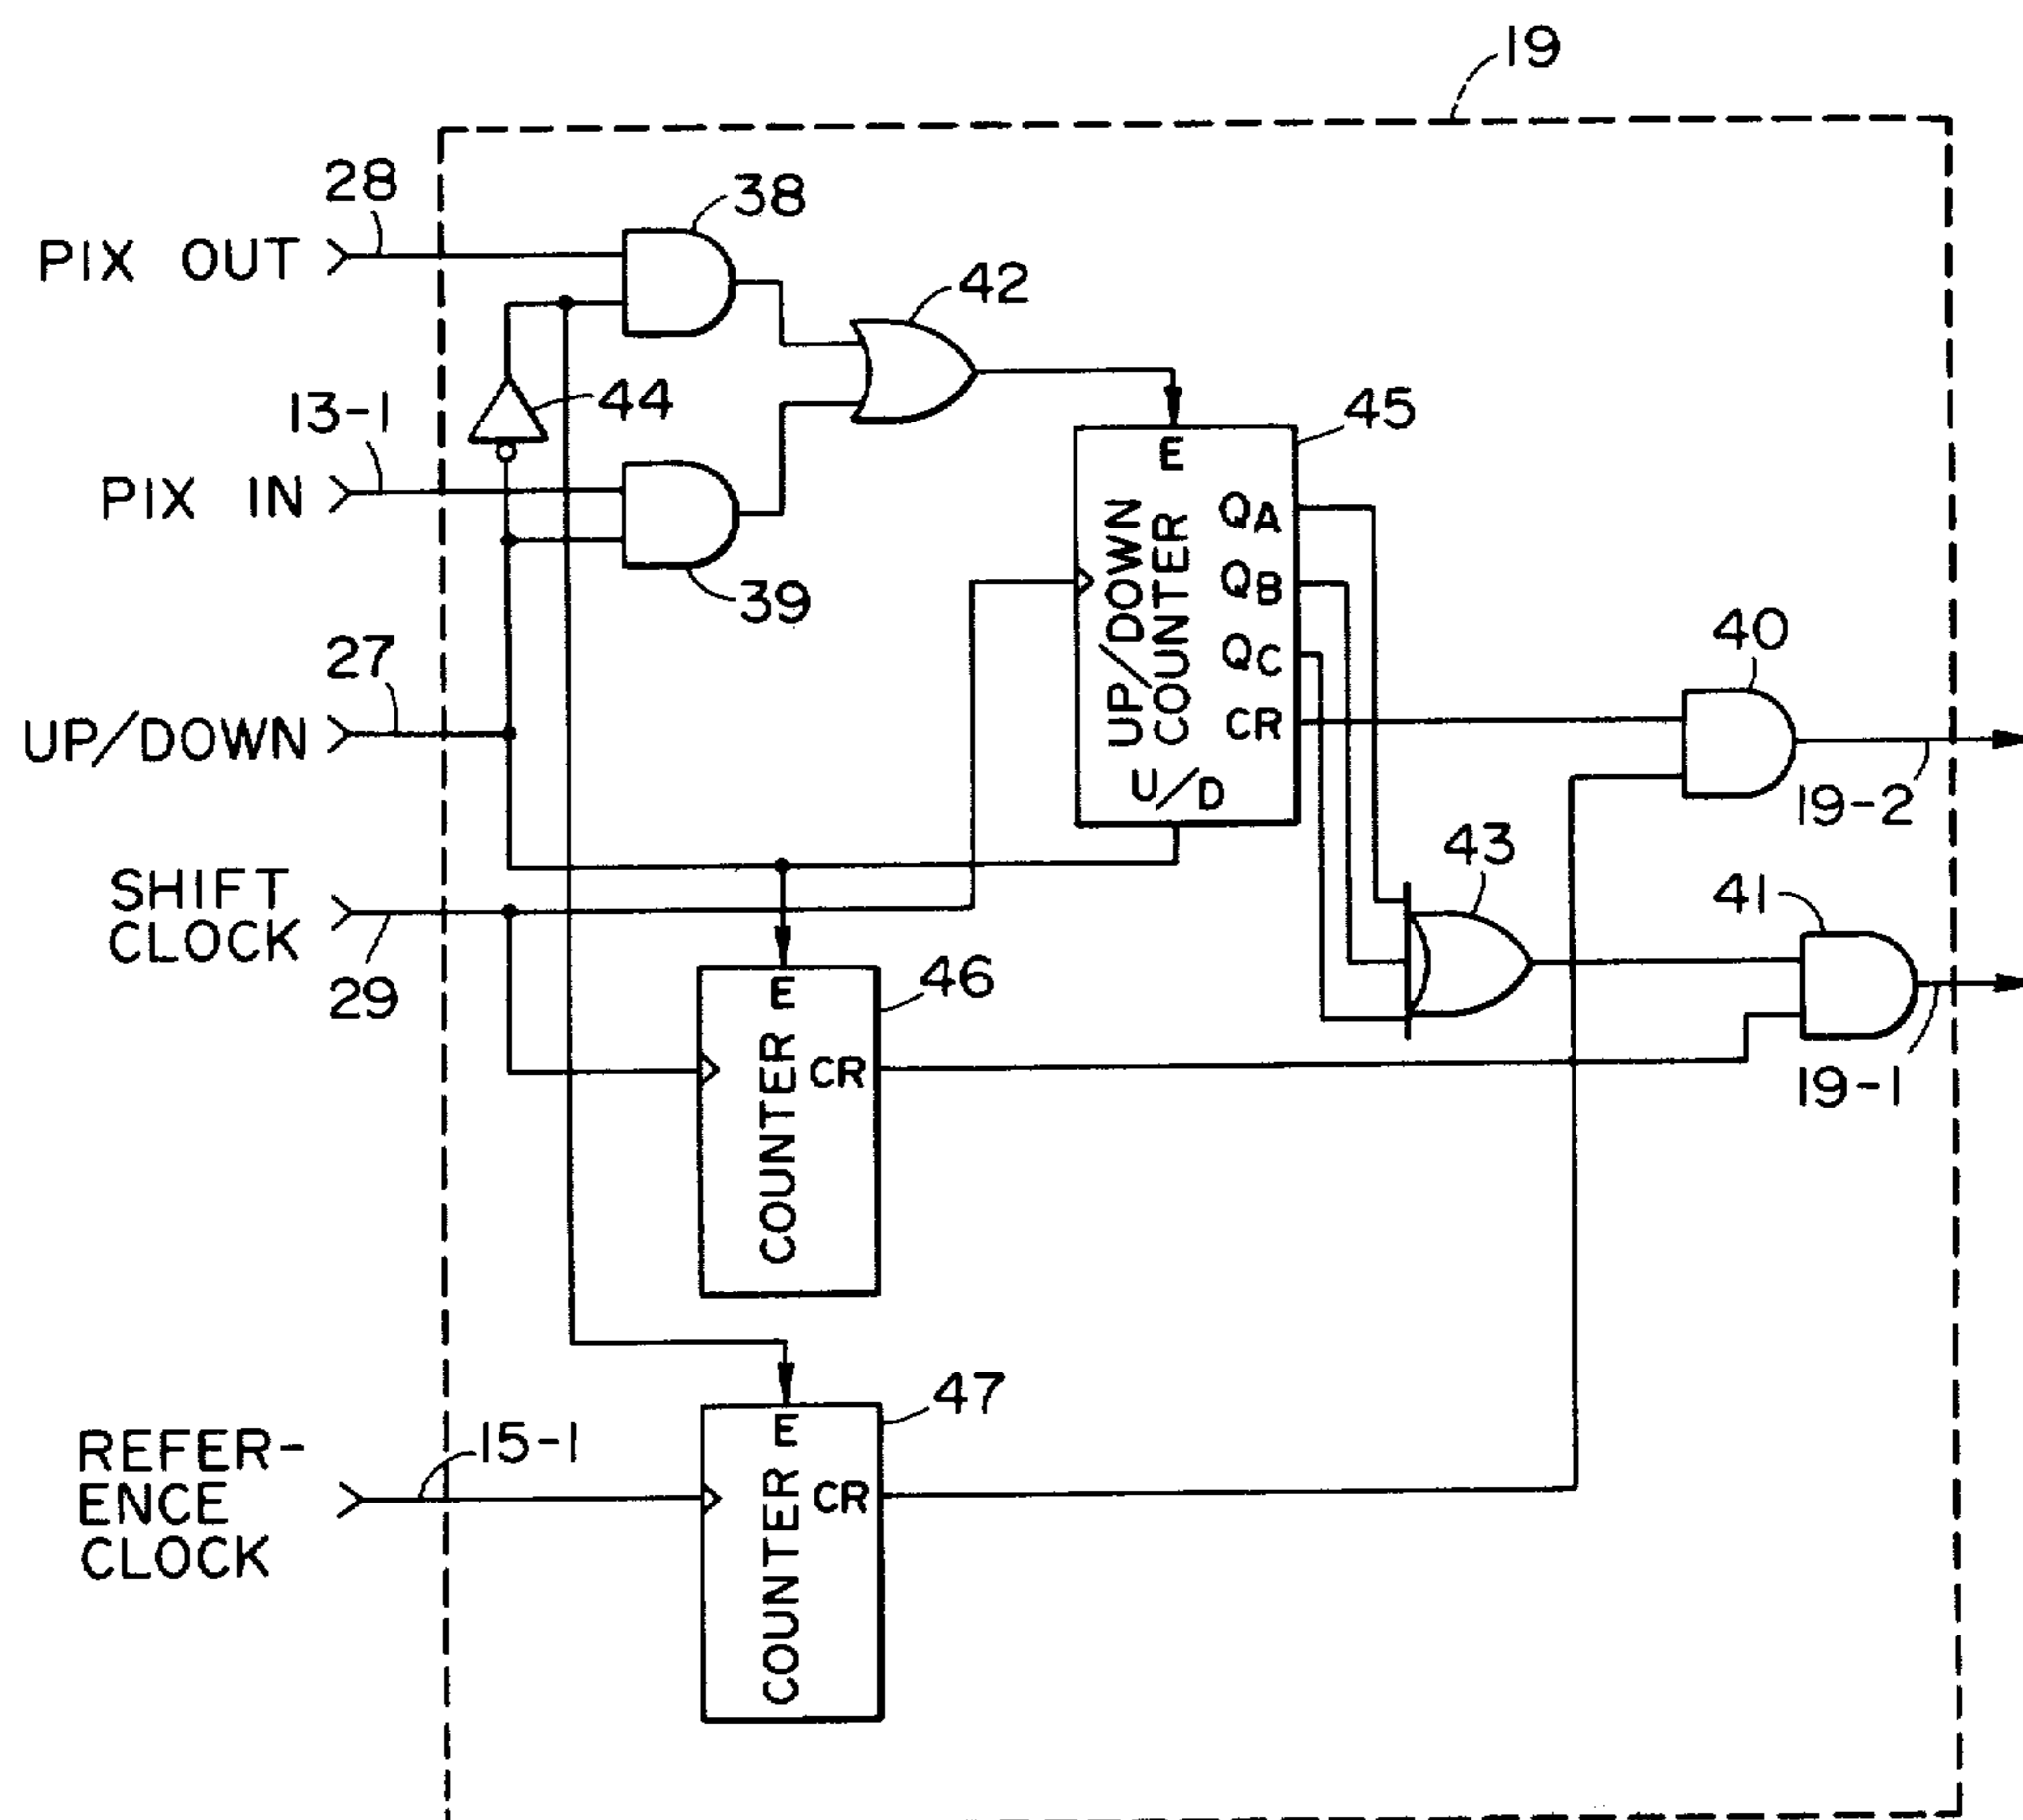 19
28
38
PIX OUT
42
13-1
44
45
PIX IN
E
QA
UP/DOWN
COUNTER
QB
39
40
27
QC
UP/DOWN
CR
U/D
19-2
43
SHIFT
CLOCK
41
29
E
46
COUNTER
CR
19-1
47
REFER-
ENCE
CLOCK
15-1
E
COUNTER
CR